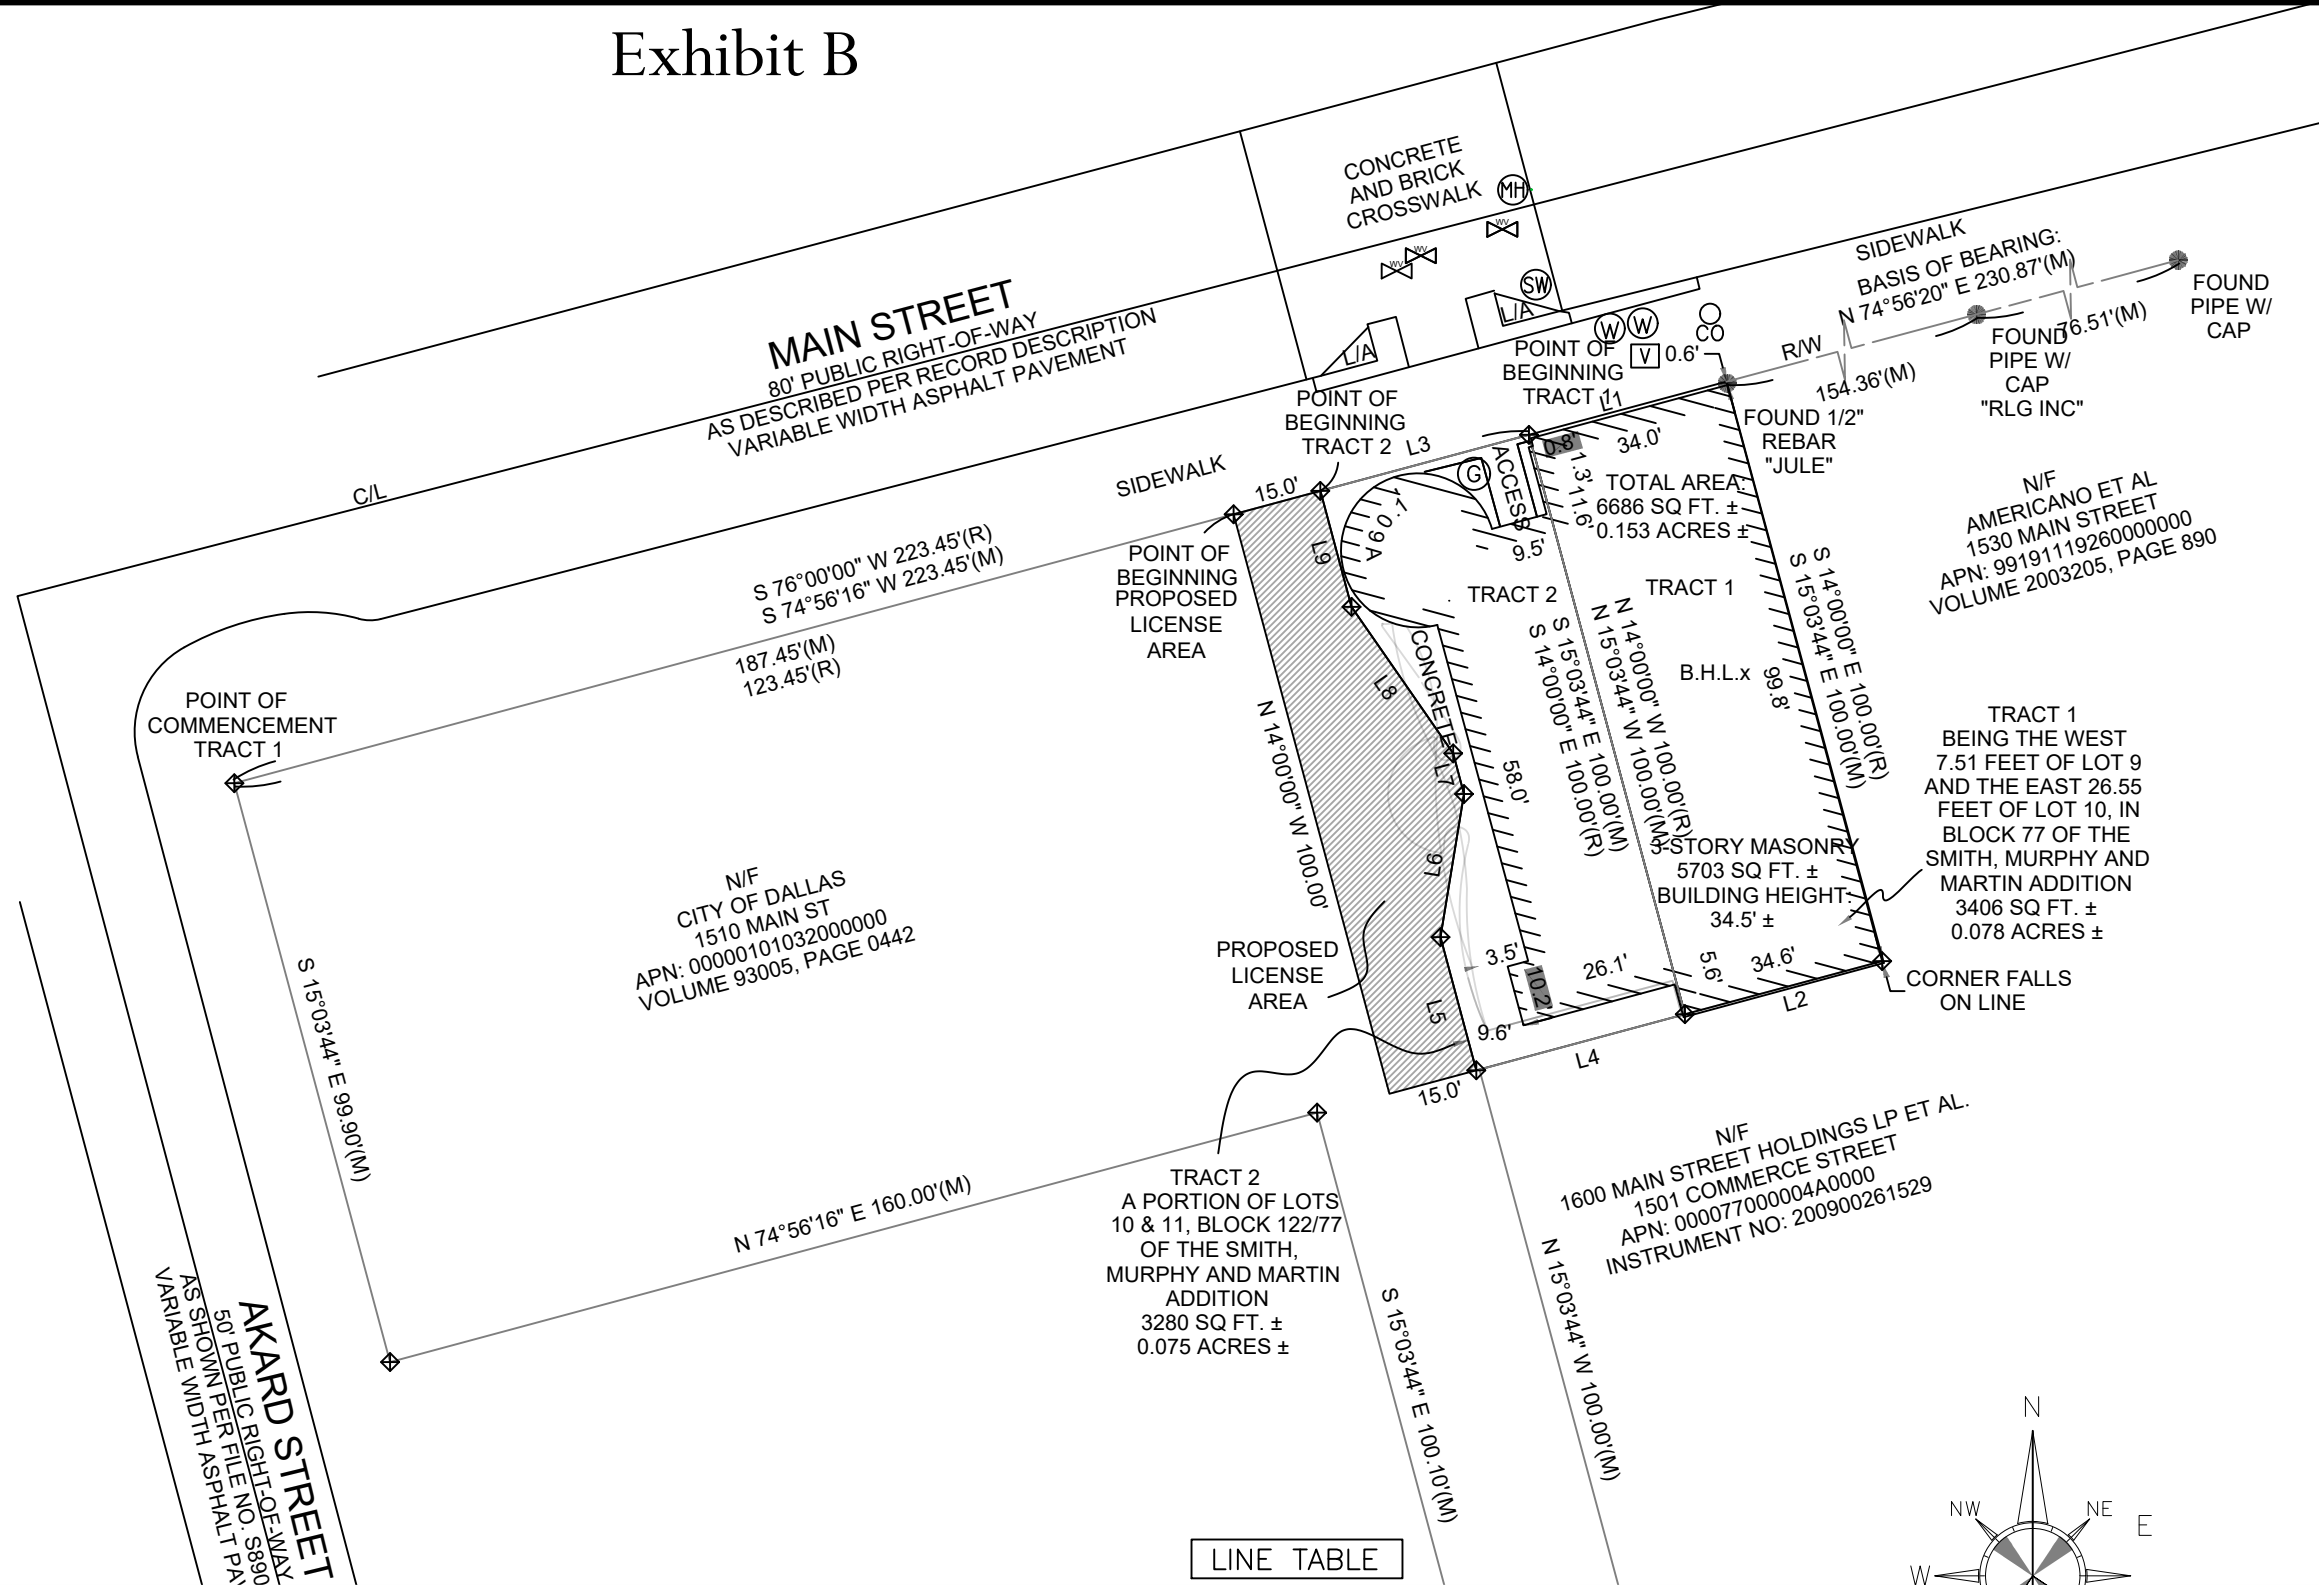 Exhibit B
CONCRETE
AND BRICK
CROSSWALK
MH
WV
WV
WV
SW
L/A
L/A
MAIN STREET
80' PUBLIC RIGHT-OF-WAY
AS DESCRIBED PER RECORD DESCRIPTION
VARIABLE WIDTH ASPHALT PAVEMENT
C/L
SIDEWALK
SIDEWALK
BASIS OF BEARING:
N 74°56'20" E 230.87'(M)
76.51'(M)
154.36'(M)
R/W
FOUND
PIPE W/
CAP
FOUND
PIPE W/
CAP
"RLG INC"
W
W
CO
V
0.6'
POINT OF
BEGINNING
TRACT 1
L1
FOUND 1/2"
REBAR
"JULE"
POINT OF
BEGINNING
TRACT 2
L3
15.0'
G
ACCESS
0.8'
1.3'
11.6'
34.0'
9.5'
A60.1'
TOTAL AREA:
6686 SQ FT. ±
0.153 ACRES ±
N/F
AMERICANO ET AL
1530 MAIN STREET
APN: 99191119260000000
VOLUME 2003205, PAGE 890
S 76°00'00" W 223.45'(R)
S 74°56'16" W 223.45'(M)
187.45'(M)
123.45'(R)
POINT OF
BEGINNING
PROPOSED
LICENSE
AREA
L9
L8
L7
L6
L5
CONCRETE
TRACT 2
TRACT 1
S 14°00'00" E 100.00'(R)
S 15°03'44" E 100.00'(M)
N 14°00'00" W 100.00'(R)
N 15°03'44" W 100.00'(M)
S 15°03'44" E 100.00'(M)
S 14°00'00" E 100.00'(R)
B.H.L.x
99.8'
58.0'
N 14°00'00" W 100.00'
POINT OF
COMMENCEMENT
TRACT 1
TRACT 1
BEING THE WEST
7.51 FEET OF LOT 9
AND THE EAST 26.55
FEET OF LOT 10, IN
BLOCK 77 OF THE
SMITH, MURPHY AND
MARTIN ADDITION
3406 SQ FT. ±
0.078 ACRES ±
3-STORY MASONRY
5703 SQ FT. ±
BUILDING HEIGHT:
34.5' ±
N/F
CITY OF DALLAS
1510 MAIN ST
APN: 00000101032000000
VOLUME 93005, PAGE 0442
PROPOSED
LICENSE
AREA
3.5'
10.2'
26.1'
5.6'
34.6'
9.6'
L2
L4
15.0'
CORNER FALLS
ON LINE
S 15°03'44" E 99.90'(M)
N 74°56'16" E 160.00'(M)
TRACT 2
A PORTION OF LOTS
10 & 11, BLOCK 122/77
OF THE SMITH,
MURPHY AND MARTIN
ADDITION
3280 SQ FT. ±
0.075 ACRES ±
N/F
1600 MAIN STREET HOLDINGS LP ET AL.
1501 COMMERCE STREET
APN: 000077000004A0000
INSTRUMENT NO: 200900261529
S 15°03'44" E 100.10'(M)
N 15°03'44" W 100.00'(M)
AKARD STREET
50' PUBLIC RIGHT-OF-WAY
AS SHOWN PER FILE NO. S890
VARIABLE WIDTH ASPHALT PA
LINE TABLE
N
NW
NE
E
W